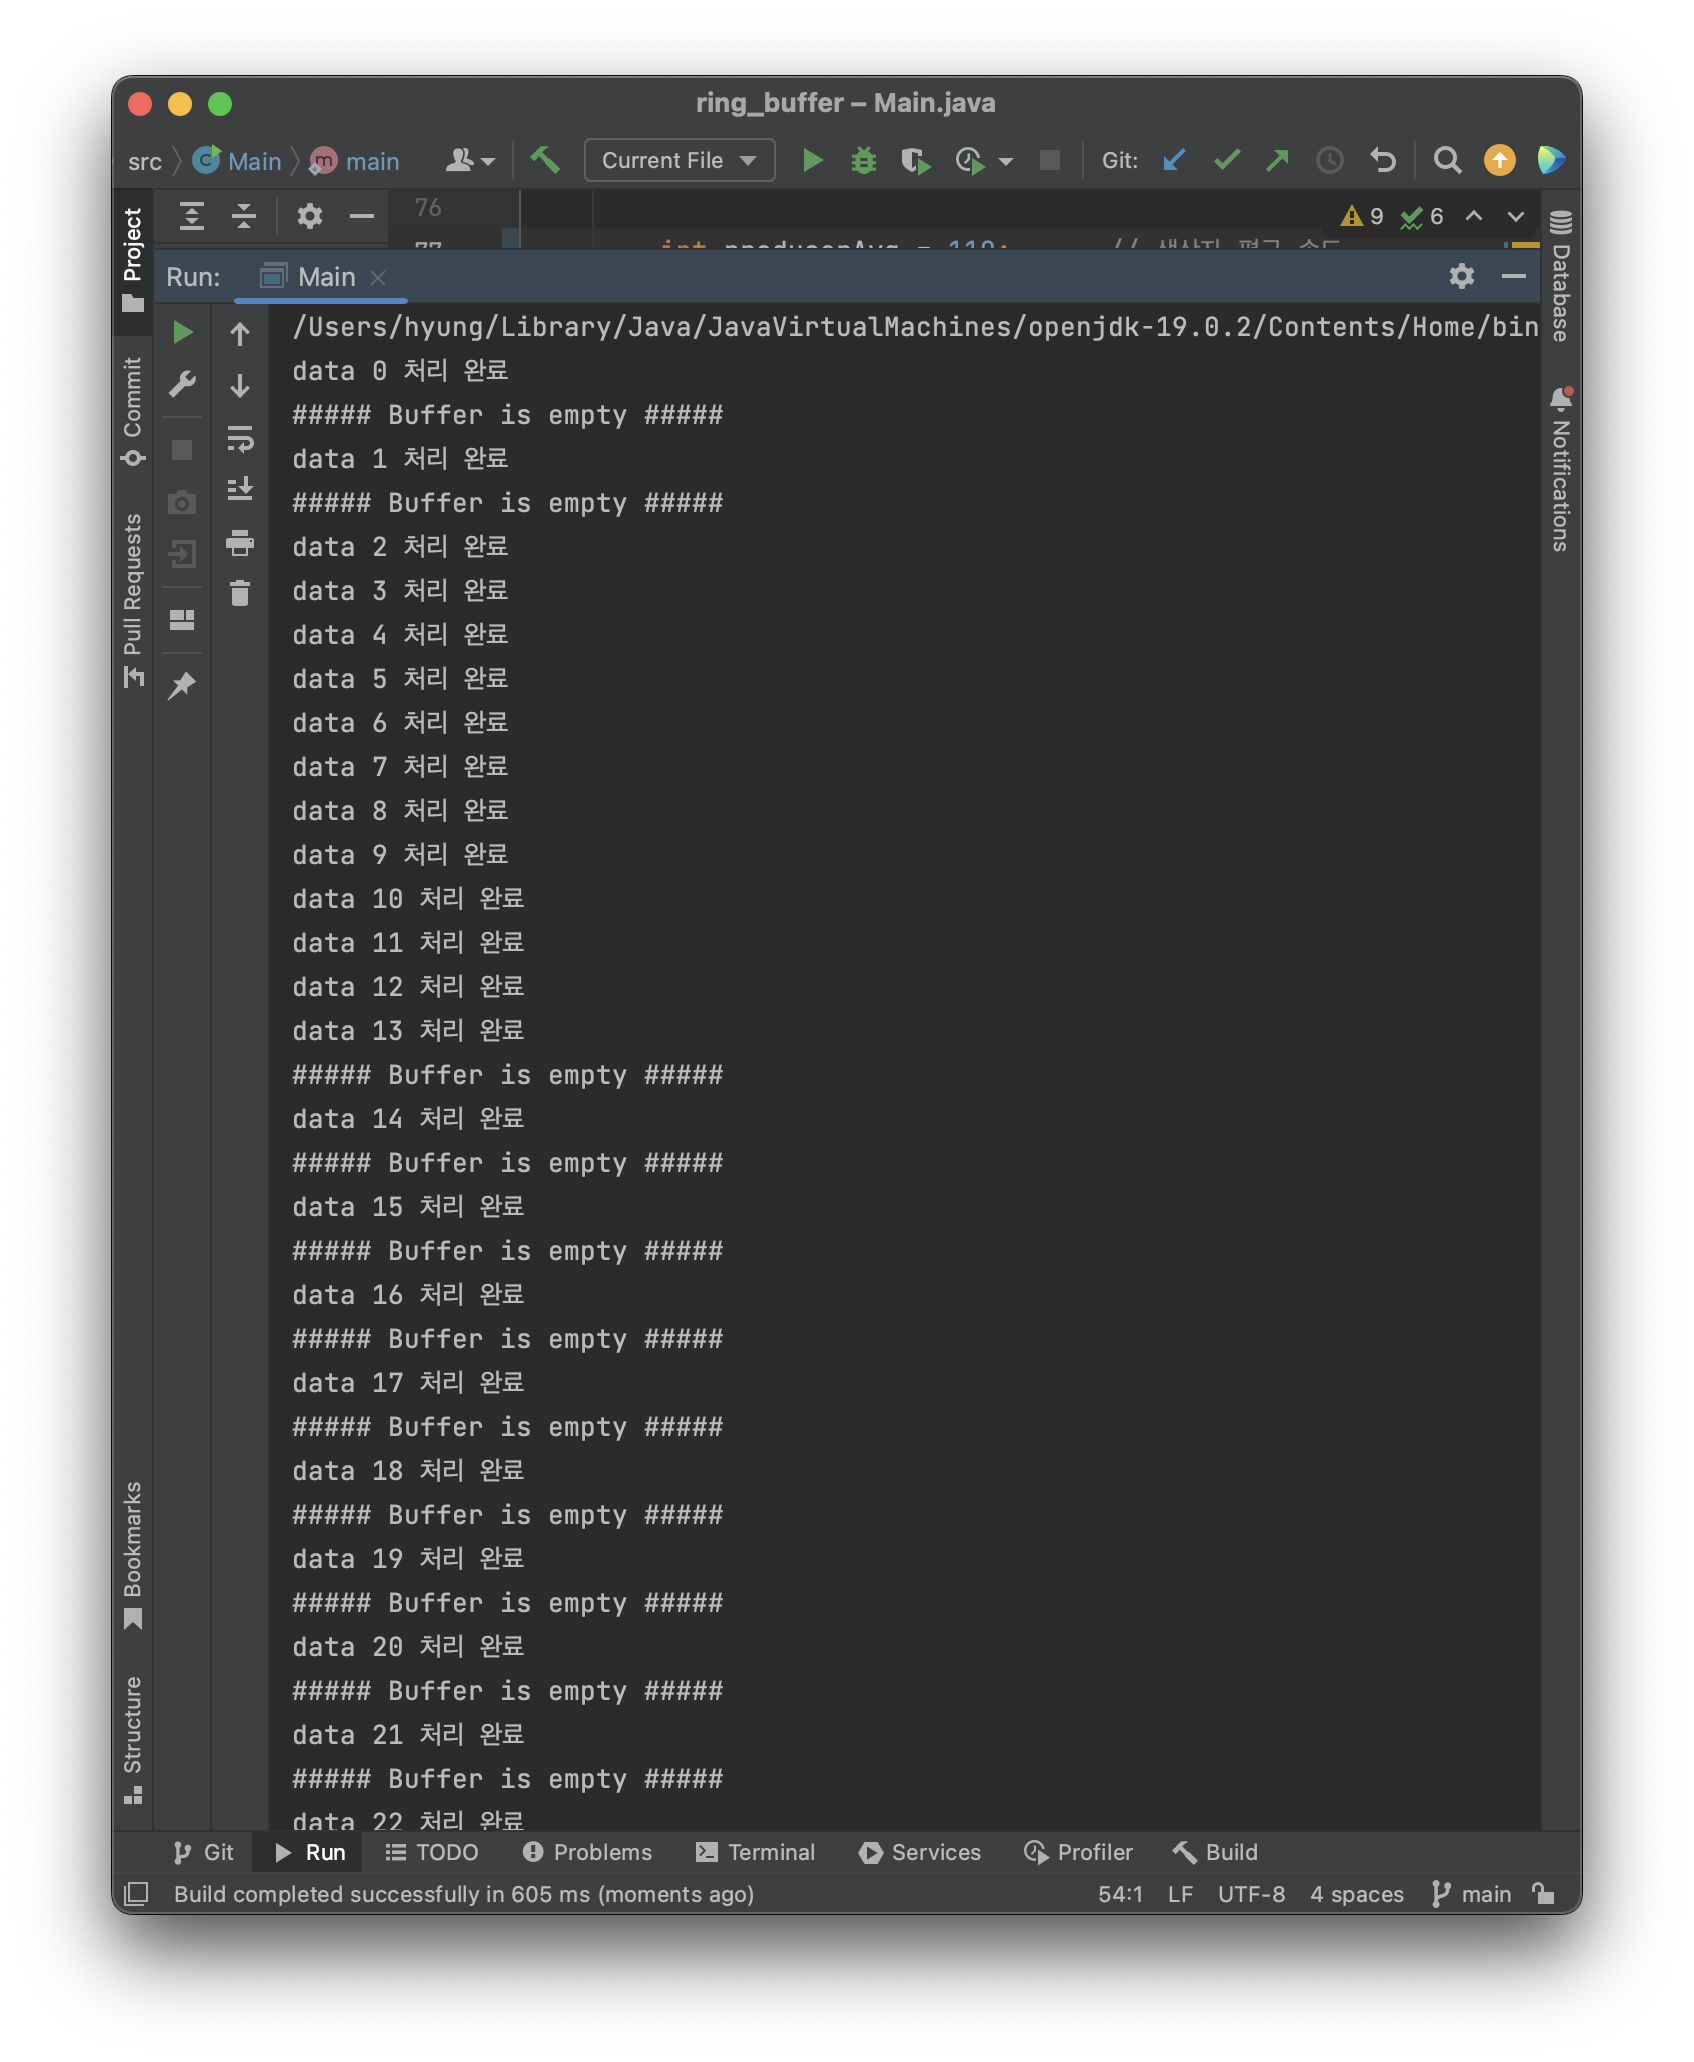 ring_buffer – Main.java
src Main main Current File Git:
76 9 6
Project
Run: Main
/Users/hyung/Library/Java/JavaVirtualMachines/openjdk-19.0.2/Contents/Home/bin
data 0 처리 완료
##### Buffer is empty #####
data 1 처리 완료
##### Buffer is empty #####
data 2 처리 완료
data 3 처리 완료
data 4 처리 완료
data 5 처리 완료
data 6 처리 완료
data 7 처리 완료
data 8 처리 완료
data 9 처리 완료
data 10 처리 완료
data 11 처리 완료
data 12 처리 완료
data 13 처리 완료
##### Buffer is empty #####
data 14 처리 완료
##### Buffer is empty #####
data 15 처리 완료
##### Buffer is empty #####
data 16 처리 완료
##### Buffer is empty #####
data 17 처리 완료
##### Buffer is empty #####
data 18 처리 완료
##### Buffer is empty #####
data 19 처리 완료
##### Buffer is empty #####
data 20 처리 완료
##### Buffer is empty #####
data 21 처리 완료
##### Buffer is empty #####
data 22 처리 완료
Commit
Pull Requests
Bookmarks
Structure
Database
Notifications
Git Run TODO Problems Terminal Services Profiler Build
Build completed successfully in 605 ms (moments ago) 54:1 LF UTF-8 4 spaces main